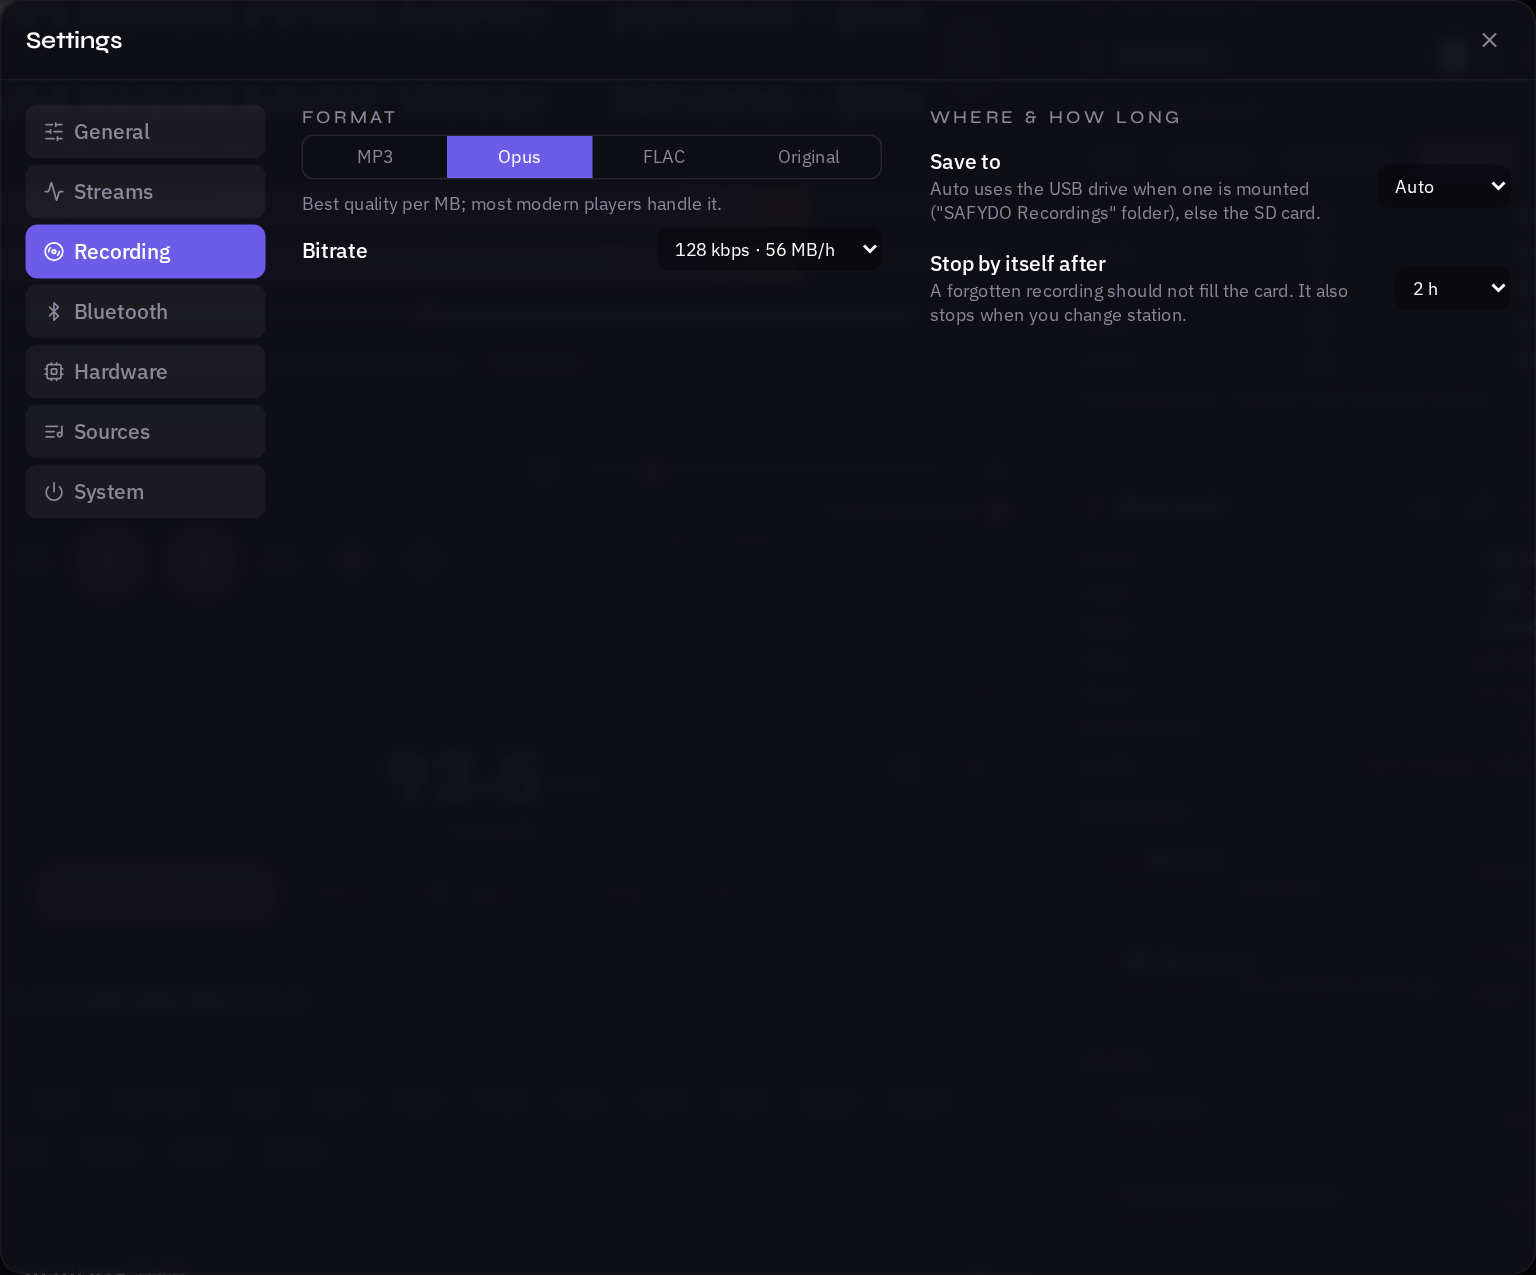 Settings
General
Streams
Recording
Bluetooth
Hardware
Sources
System
FORMAT
MP3 Opus FLAC Original
Best quality per MB; most modern players handle it.
Bitrate 128 kbps · 56 MB/h
WHERE & HOW LONG
Save to
Auto uses the USB drive when one is mounted
("SAFYDO Recordings" folder), else the SD card.
Auto
Stop by itself after
A forgotten recording should not fill the card. It also
stops when you change station.
2 h
93.5